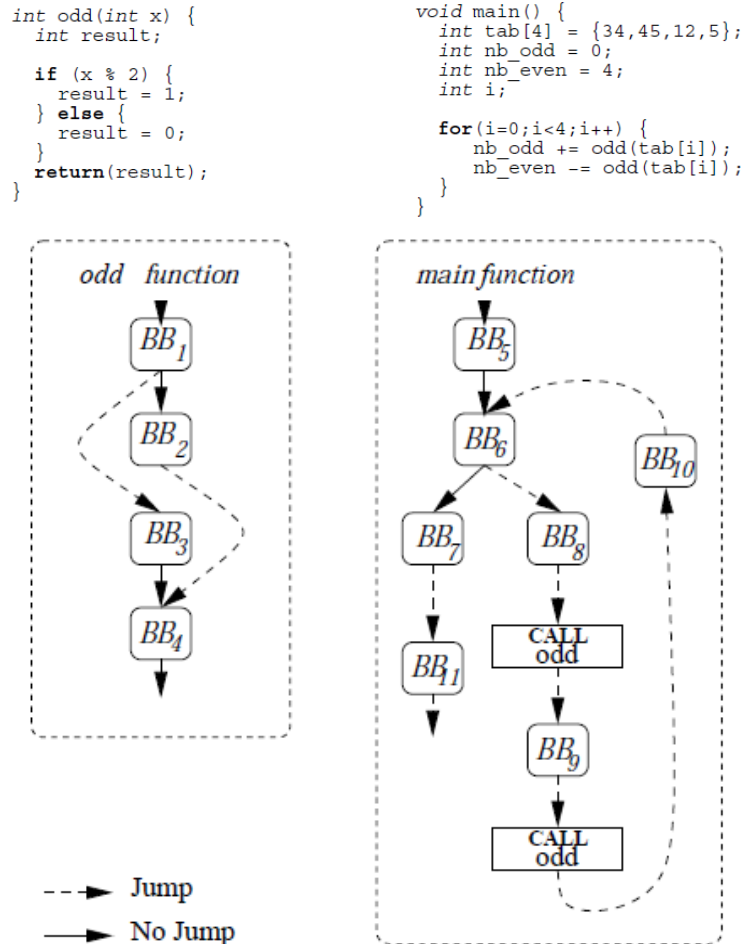 int odd(int x) {
int result;
if (x % 2) {
result = 1;
} else {
result = 0;
}
return(result);
}
void main() {
int tab[4] = {34,45,12,5};
int nb_odd = 0;
int nb_even = 4;
int i;
for(i=0;i<4;i++) {
nb_odd += odd(tab[i]);
nb_even -= odd(tab[i]);
}
}
odd function
BB1
BB2
BB3
BB4
main function
BB5
BB6
BB10
BB7
BB8
CALL
odd
BB11
BB9
CALL
odd
Jump
No Jump